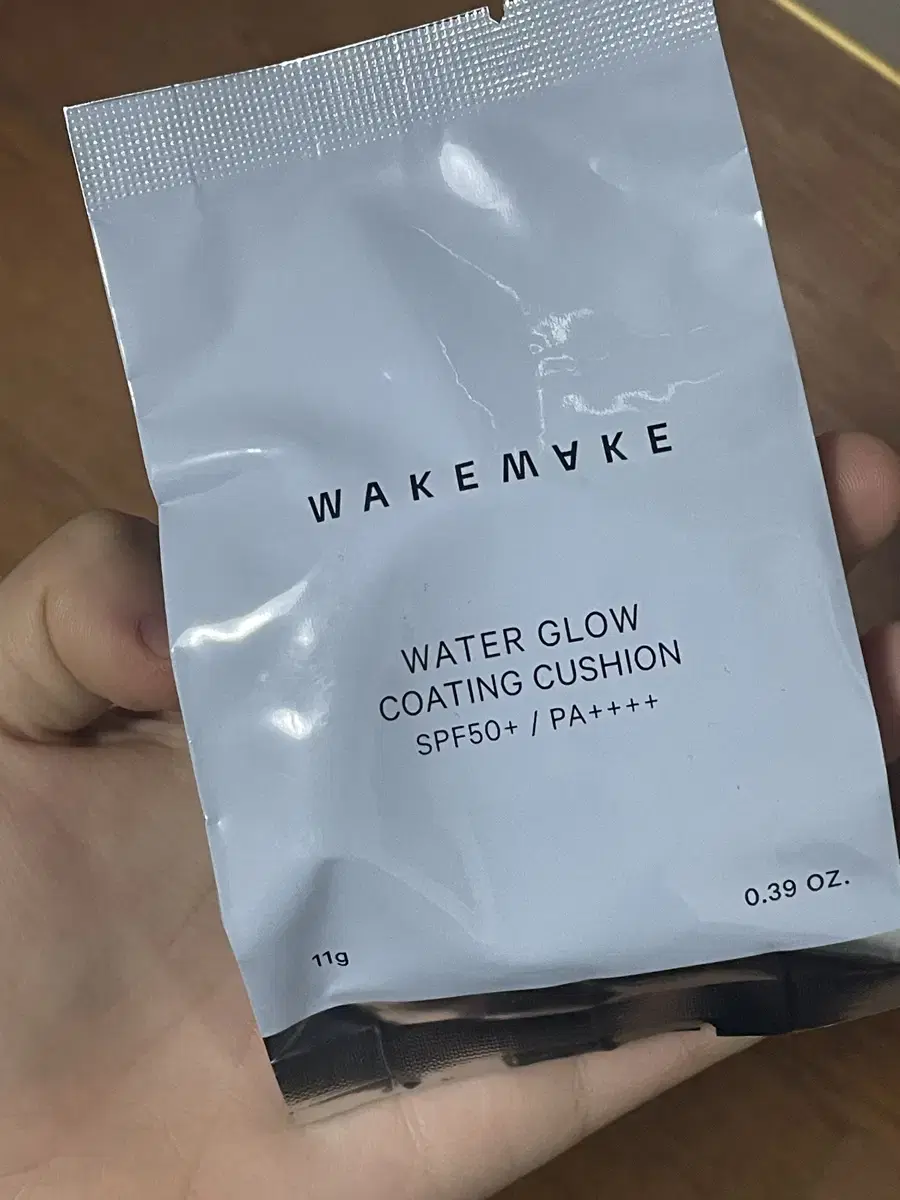 WAKEMAKE
WATER GLOW
COATING CUSHION
SPF50+ / PA++++
0.39 OZ.
11g